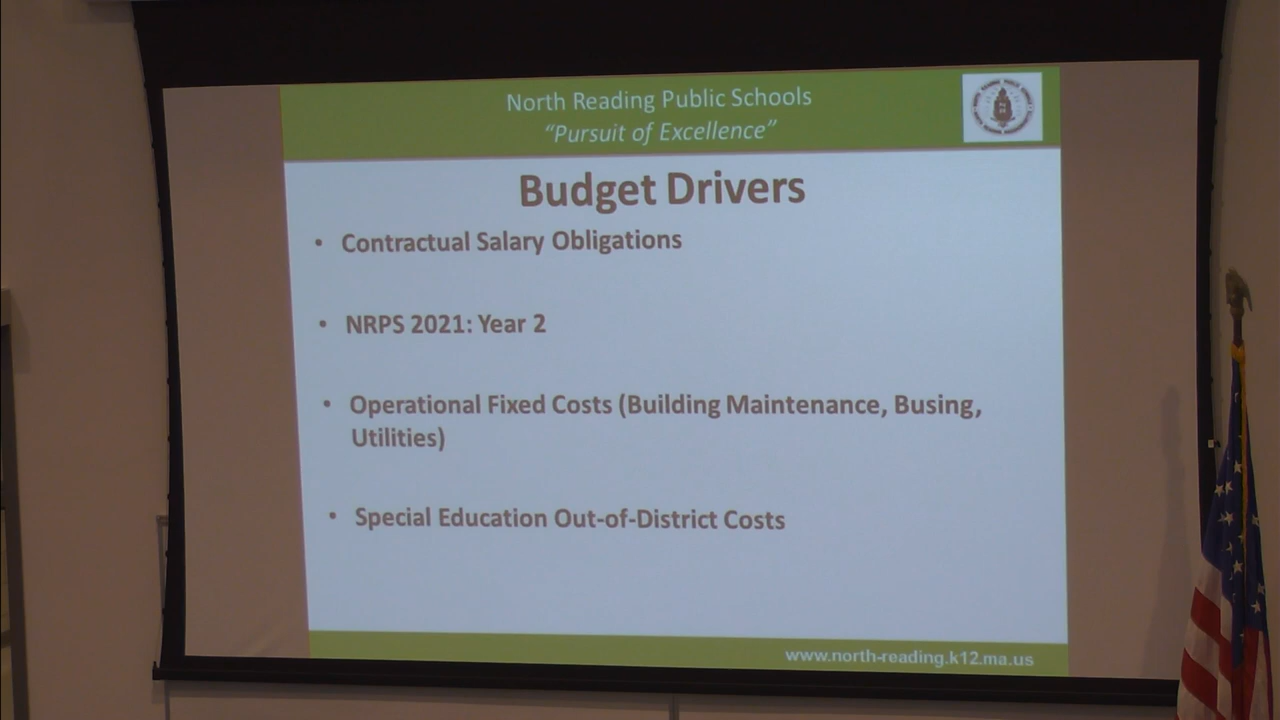 North Reading Public Schools
“Pursuit of Excellence”
Budget Drivers
• Contractual Salary Obligations
• NRPS 2021: Year 2
• Operational Fixed Costs (Building Maintenance, Busing,
Utilities)
• Special Education Out-of-District Costs
www.north-reading.k12.ma.us